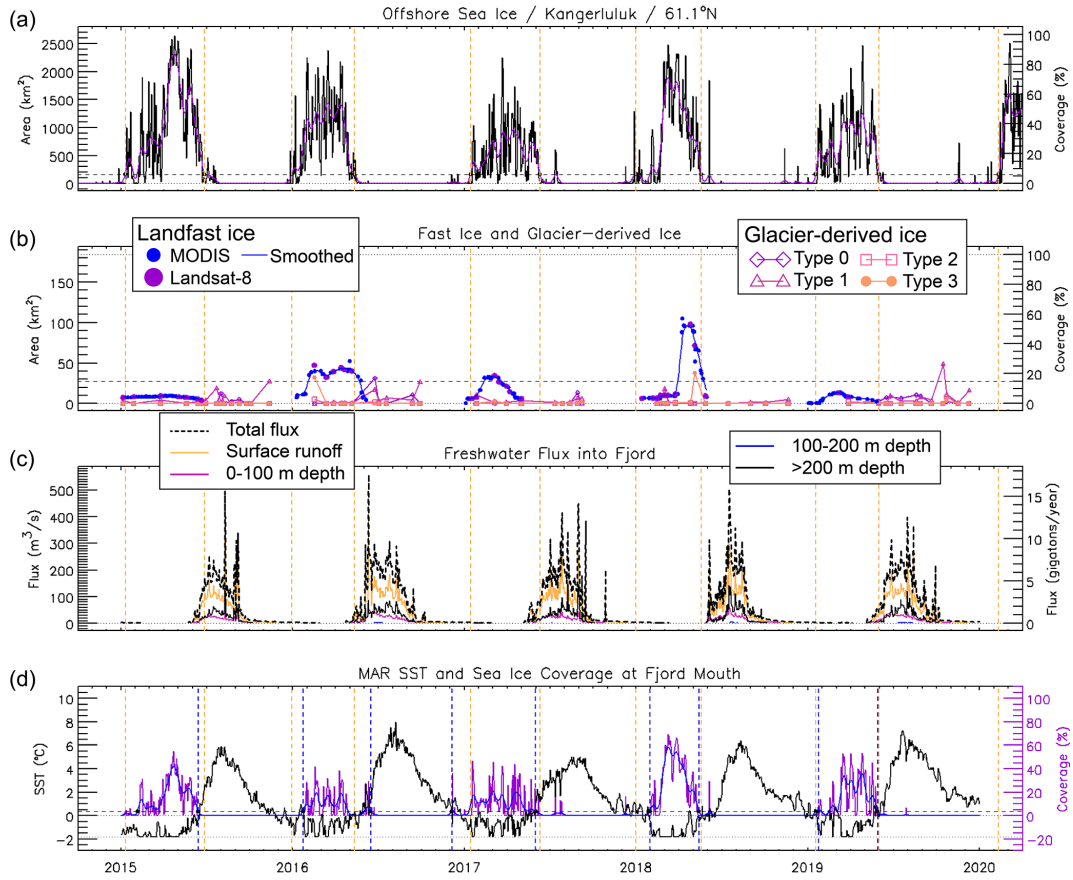 (a)
Offshore Sea Ice / Kangerluluk / 61.1°N
2500
2000
1500
1000
500
0
Area (km²)
100
80
60
40
20
0
Coverage (%)
(b)
Fast Ice and Glacier–derived Ice
Landfast ice
MODIS
Smoothed
Landsat-8
Glacier-derived ice
Type 0
Type 2
Type 1
Type 3
150
100
50
0
Area (km²)
100
80
60
40
20
0
Coverage (%)
Total flux
Surface runoff
0-100 m depth
100-200 m depth
>200 m depth
(c)
Freshwater Flux into Fjord
500
400
300
200
100
0
Flux (m³/s)
15
10
5
0
Flux (gigatons/year)
(d)
MAR SST and Sea Ice Coverage at Fjord Mouth
10
8
6
4
2
0
−2
SST (°C)
100
80
60
40
20
0
Coverage (%)
2015
2016
2017
2018
2019
2020